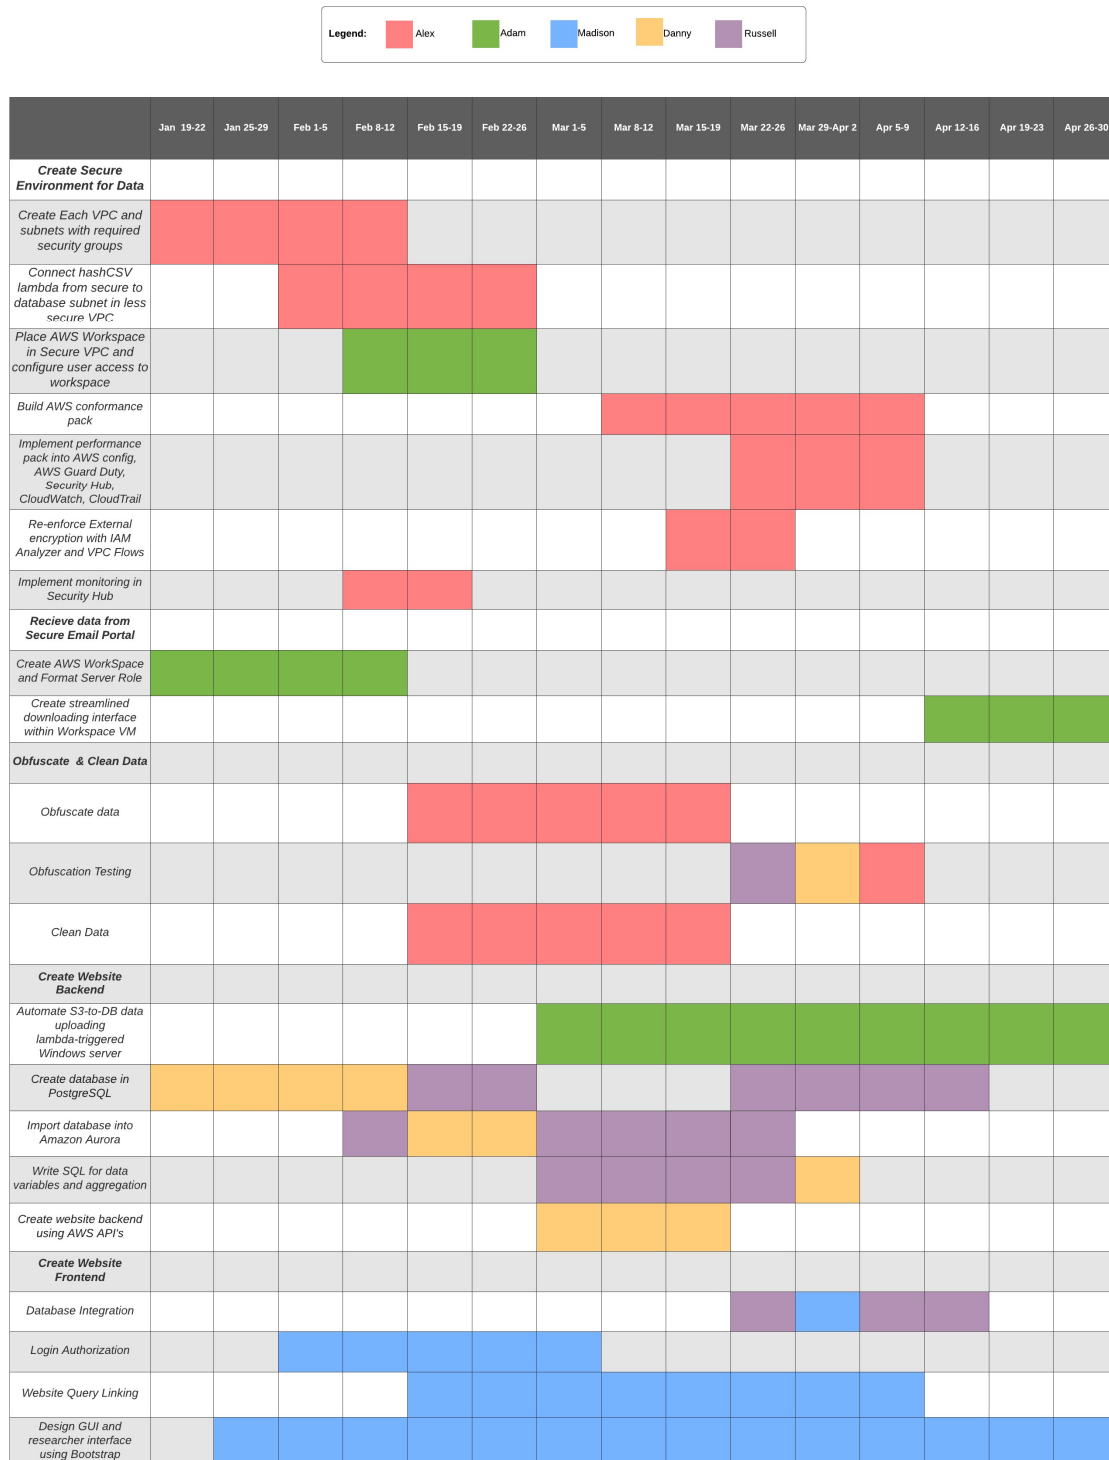 Legend: Alex Adam Madison Danny Russell
Jan 19-22 Jan 25-29 Feb 1-5 Feb 8-12 Feb 15-19 Feb 22-26 Mar 1-5 Mar 8-12 Mar 15-19 Mar 22-26 Mar 29-Apr 2 Apr 5-9 Apr 12-16 Apr 19-23 Apr 26-30
Create Secure
Environment for Data
Create Each VPC and
subnets with required
security groups
Connect hashCSV
lambda from secure to
database subnet in less
secure VPC
Place AWS Workspace
in Secure VPC and
configure user access to
workspace
Build AWS conformance
pack
Implement performance
pack into AWS config,
AWS Guard Duty,
Security Hub,
CloudWatch, CloudTrail
Re-enforce External
encryption with IAM
Analyzer and VPC Flows
Implement monitoring in
Security Hub
Recieve data from
Secure Email Portal
Create AWS WorkSpace
and Format Server Role
Create streamlined
downloading interface
within Workspace VM
Obfuscate & Clean Data
Obfuscate data
Obfuscation Testing
Clean Data
Create Website
Backend
Automate S3-to-DB data
uploading
lambda-triggered
Windows server
Create database in
PostgreSQL
Import database into
Amazon Aurora
Write SQL for data
variables and aggregation
Create website backend
using AWS API's
Create Website
Frontend
Database Integration
Login Authorization
Website Query Linking
Design GUI and
researcher interface
using Bootstrap